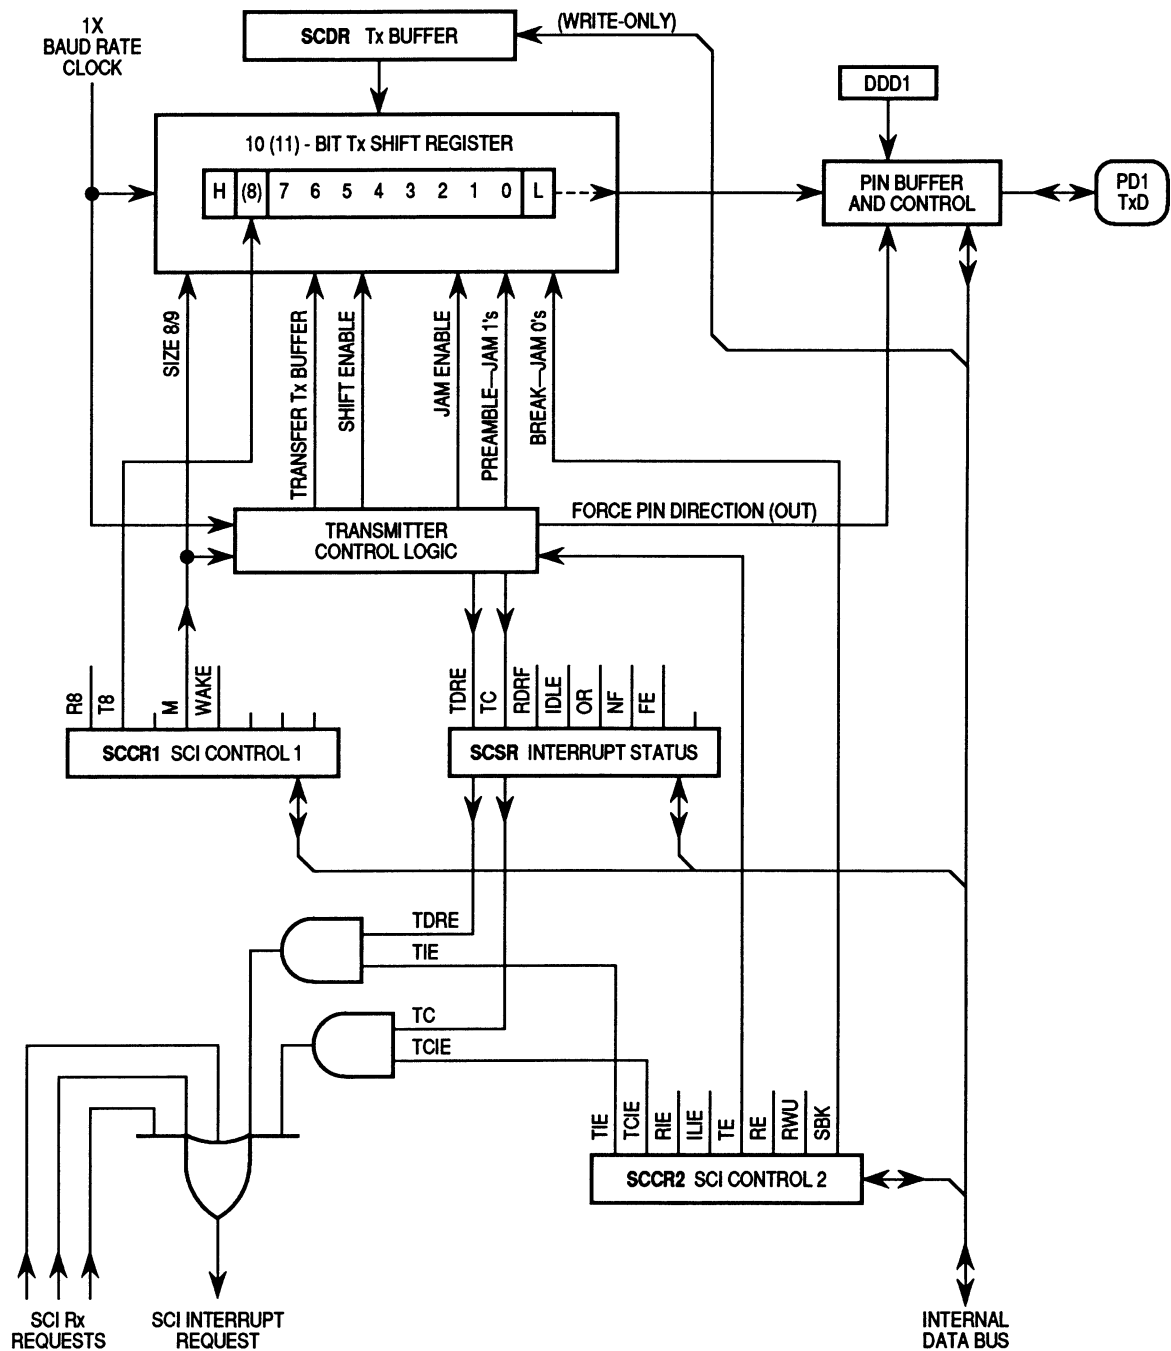 1X
BAUD RATE
CLOCK
SCDR Tx BUFFER
(WRITE-ONLY)
DDD1
10 (11) - BIT Tx SHIFT REGISTER
H (8) 7 6 5 4 3 2 1 0 L
PIN BUFFER
AND CONTROL
PD1
TxD
SIZE 8/9
TRANSFER Tx BUFFER
SHIFT ENABLE
JAM ENABLE
PREAMBLE—JAM 1's
BREAK—JAM 0's
TRANSMITTER
CONTROL LOGIC
FORCE PIN DIRECTION (OUT)
R8
T8
M
WAKE
TDRE
TC
RDRF
IDLE
OR
NF
FE
SCCR1 SCI CONTROL 1
SCSR INTERRUPT STATUS
TDRE
TIE
TC
TCIE
TIE
TCIE
RIE
ILIE
TE
RE
RWU
SBK
SCCR2 SCI CONTROL 2
SCI Rx
REQUESTS
SCI INTERRUPT
REQUEST
INTERNAL
DATA BUS